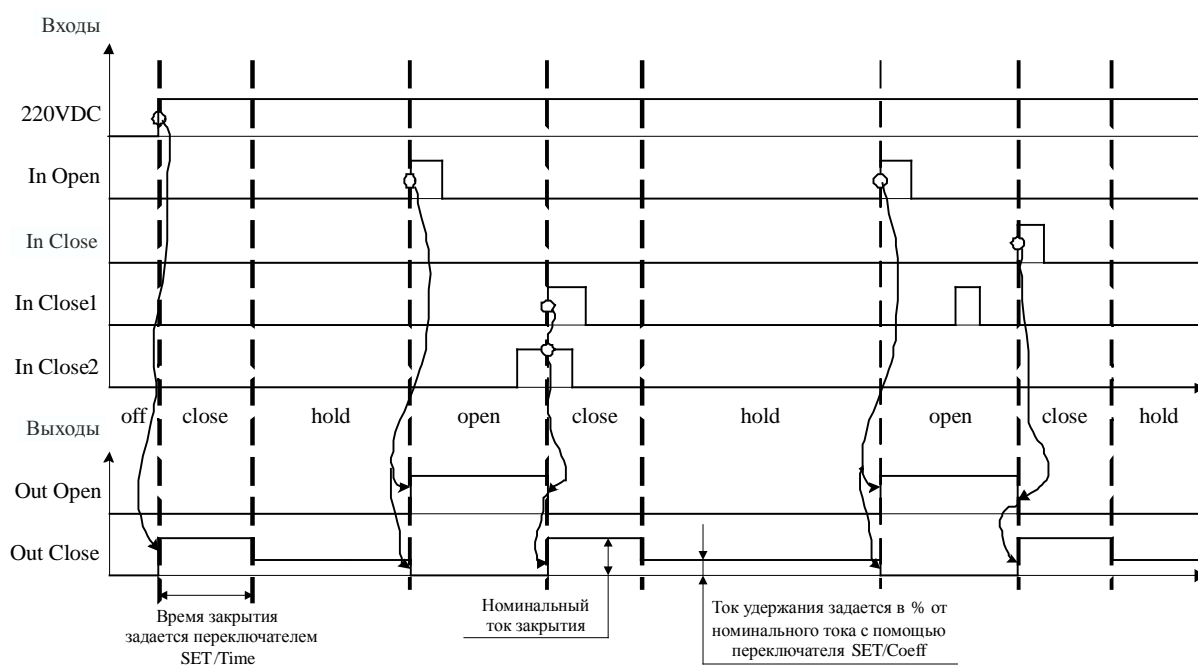 Входы
220VDC
In Open
In Close
In Close1
In Close2
off close hold open close hold open close hold
Выходы
Out Open
Out Close
Время закрытия
задается переключателем
SET/Time
Номинальный
ток закрытия
Ток удержания задается в % от
номинального тока с помощью
переключателя SET/Coeff